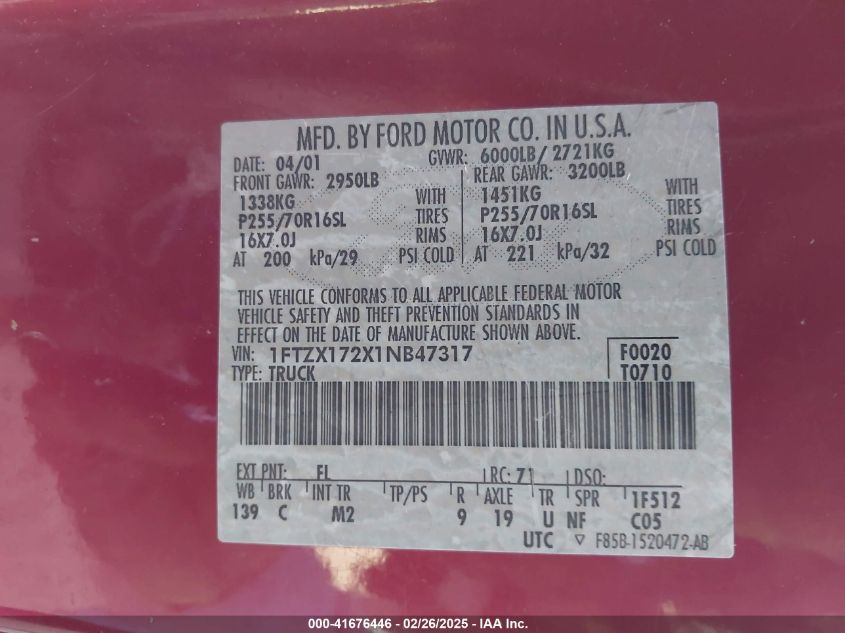 MFD. BY FORD MOTOR CO. IN U.S.A.
DATE: 04/01 GVWR: 6000LB/ 2721KG
FRONT GAWR: 2950LB REAR GAWR: 3200LB
1338KG WITH 1451KG WITH
P255/70R16SL TIRES P255/70R16SL TIRES
16X7.0J RIMS 16X7.0J RIMS
AT 200 kPa/29 PSI COLD AT 221 kPa/32 PSI COLD
THIS VEHICLE CONFORMS TO ALL APPLICABLE FEDERAL MOTOR
VEHICLE SAFETY AND THEFT PREVENTION STANDARDS IN
EFFECT ON THE DATE OF MANUFACTURE SHOWN ABOVE.
VIN: 1FTZX172X1NB47317 F0020
TYPE: TRUCK T0710
EXT PNT: FL RC: 71 DSO:
WB BRK INT TR TP/PS R AXLE TR SPR 1F512
139 C M2 9 19 U NF C05
UTC ▽ F85B-1520472-AB
000-41676446 - 02/26/2025 - IAA Inc.